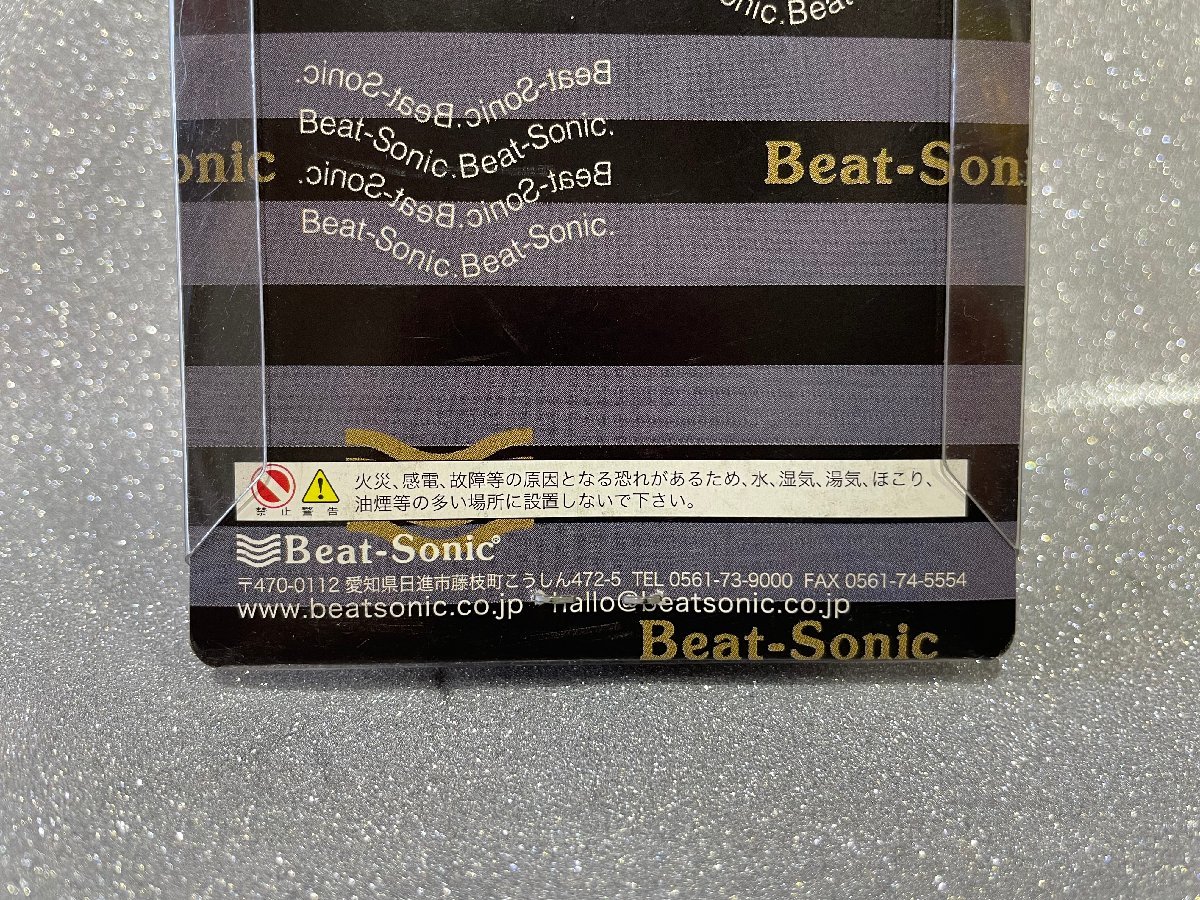 nic.Bea
Beat-Sonic.Beat-Sonic.
Beat-Sonic.Beat-Sonic.
onic
Beat-Son
Beat-Sonic.Beat-Sonic.
Beat-Sonic.Beat-Sonic.
禁止 警告
火災、感電、故障等の原因となる恐れがあるため、水、湿気、湯気、ほこり、
油煙等の多い場所に設置しないで下さい。
Beat-Sonic®
〒470-0112 愛知県日進市藤枝町こうしん472-5 TEL 0561-73-9000 FAX 0561-74-5554
www.beatsonic.co.jp hallo@beatsonic.co.jp
Beat-Sonic